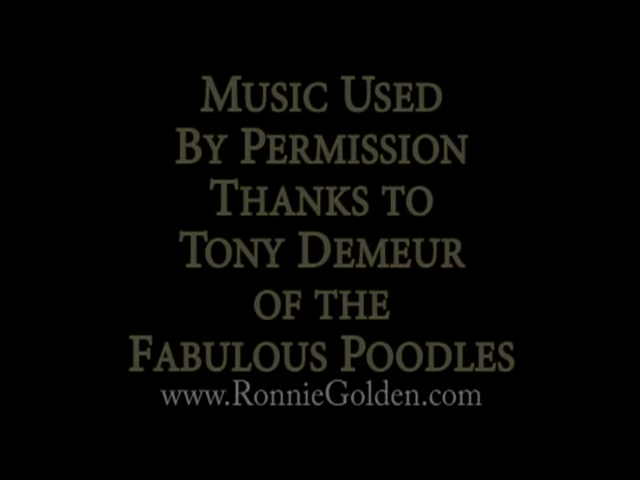 MUSIC USED
BY PERMISSION
THANKS TO
TONY DEMEUR
OF THE
FABULOUS POODLES
www.RonnieGolden.com